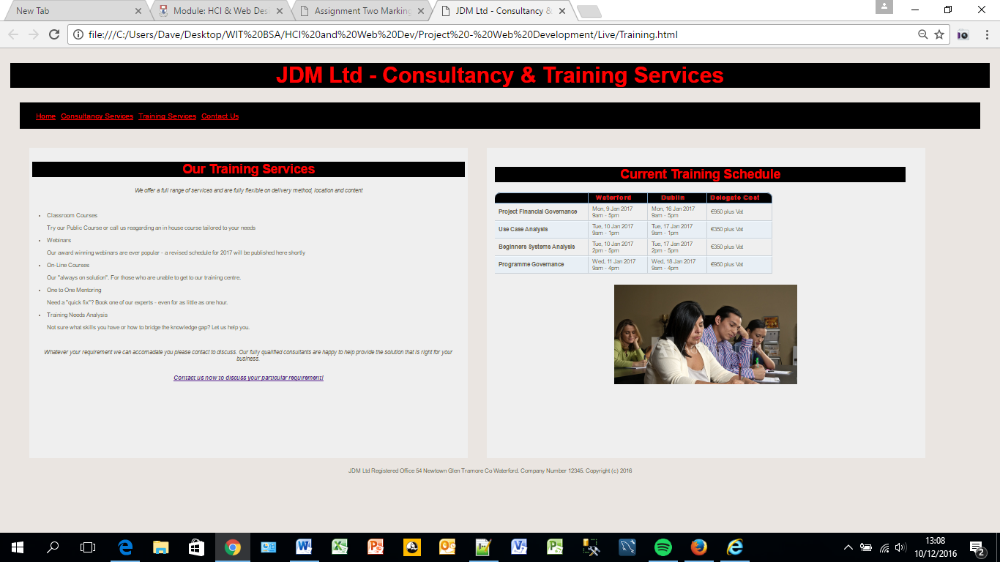 New Tab
Module: HCI & Web Des
Assignment Two Marking
JDM Ltd - Consultancy &
file:///C:/Users/Dave/Desktop/WIT%20BSA/HCI%20and%20Web%20Dev/Project%20-%20Web%20Development/Live/Training.html
JDM Ltd - Consultancy & Training Services
Home Consultancy Services Training Services Contact Us
Our Training Services
We offer a full range of services and are fully flexible on delivery method, location and content
Classroom Courses
Try our Public Course or call us reagarding an in house course tailored to your needs
Webinars
Our award winning webinars are ever popular - a revised schedule for 2017 will be published here shortly
On-Line Courses
Our "always on solution". For those who are unable to get to our training centre.
One to One Mentoring
Need a "quick fix"? Book one of our experts - even for as little as one hour.
Training Needs Analysis
Not sure what skills you have or how to bridge the knowledge gap? Let us help you.
Whatever your requirement we can accomadate you please contact to discuss. Our fully qualified consultants are happy to help provide the solution that is right for your
business.
Contact us now to discuss your particular requirement!
Current Training Schedule
Waterford Dublin Delegate Cost
Project Financial Governance Mon, 9 Jan 2017 Mon, 16 Jan 2017 €950 plus Vat
9am - 5pm 9am - 5pm
Use Case Analysis Tue, 10 Jan 2017 Tue, 17 Jan 2017 €350 plus Vat
9am - 1pm 9am - 1pm
Beginners Systems Analysis Tue, 10 Jan 2017 Tue, 17 Jan 2017 €350 plus Vat
2pm - 5pm 2pm - 5pm
Programme Governance Wed, 11 Jan 2017 Wed, 18 Jan 2017 €950 plus Vat
9am - 4pm 9am - 4pm
JDM Ltd Registered Office 54 Newtown Glen Tramore Co Waterford. Company Number 12345. Copyright (c) 2016
13:08
10/12/2016
2